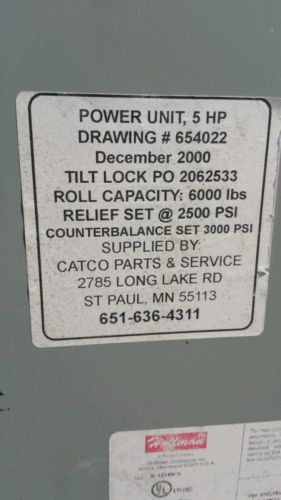 POWER UNIT, 5 HP
DRAWING # 654022
December 2000
TILT LOCK PO 2062533
ROLL CAPACITY: 6000 lbs
RELIEF SET @ 2500 PSI
COUNTERBALANCE SET 3000 PSI
SUPPLIED BY:
CATCO PARTS & SERVICE
2785 LONG LAKE RD
ST PAUL, MN 55113
651-636-4311
Hoffman